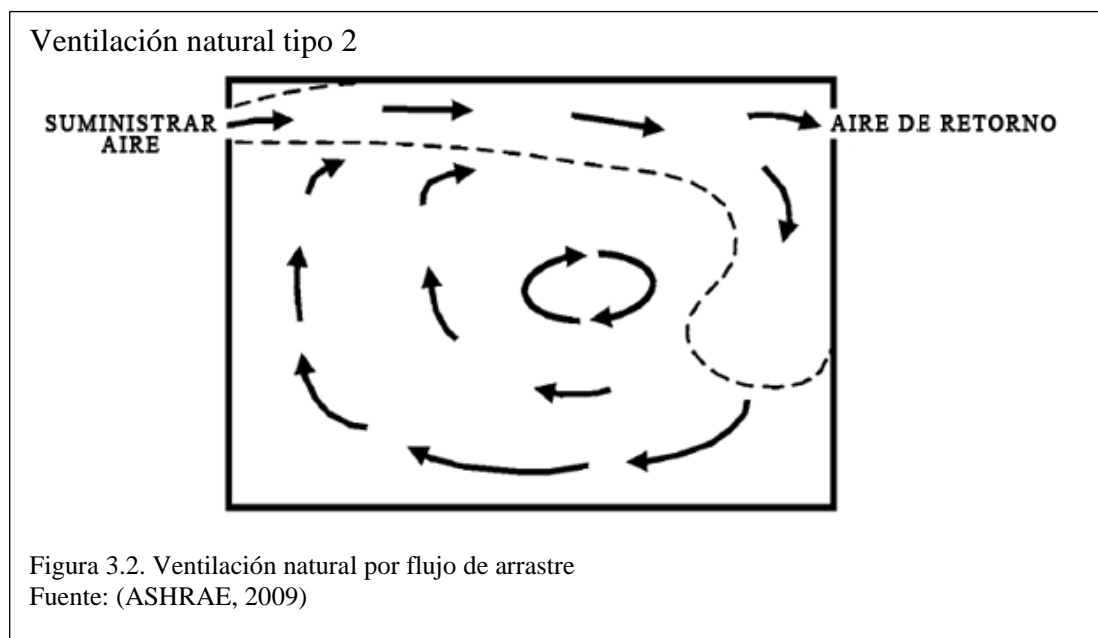 Ventilación natural tipo 2
SUMINISTRAR
AIRE
AIRE DE RETORNO
Figura 3.2. Ventilación natural por flujo de arrastre
Fuente: (ASHRAE, 2009)